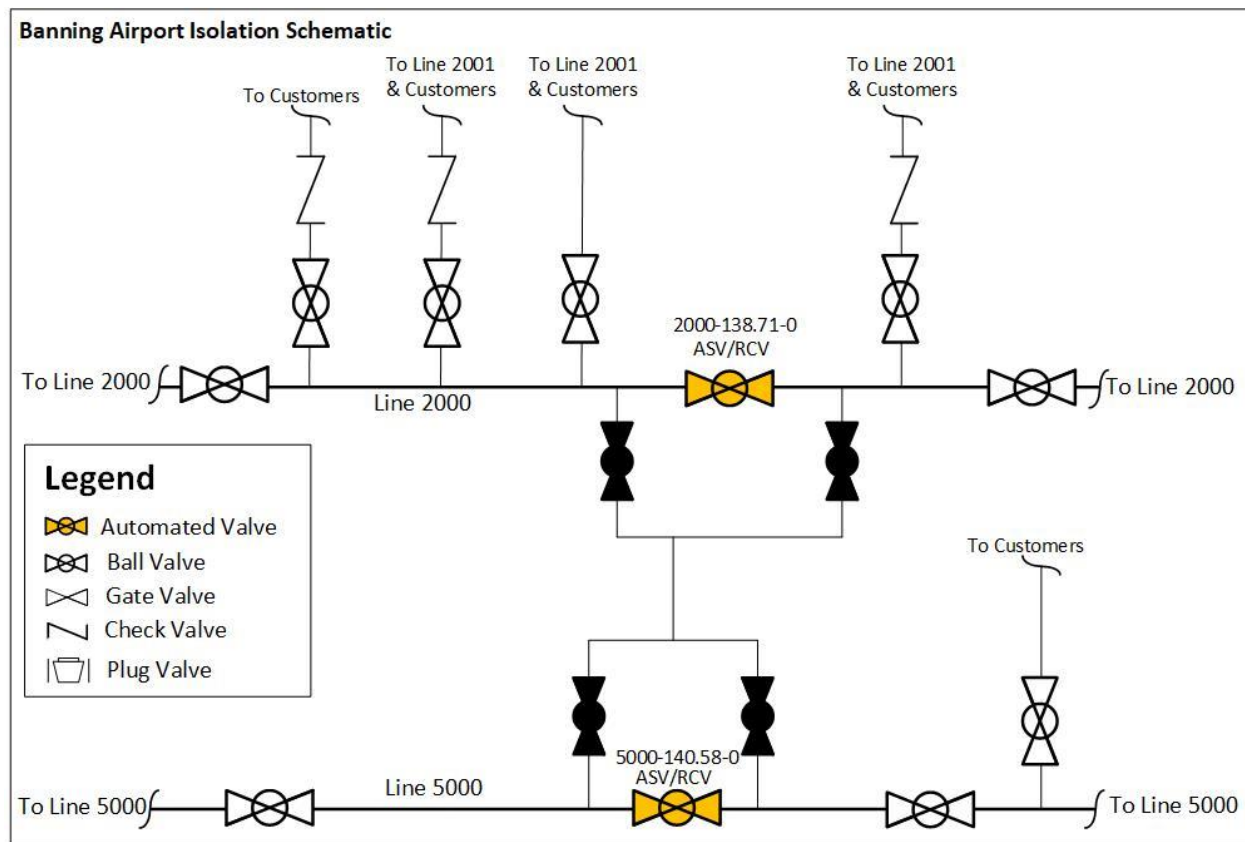 Banning Airport Isolation Schematic
To Customers
To Line 2001
& Customers
To Line 2001
& Customers
To Line 2001
& Customers
2000-138.71-0
ASV/RCV
To Line 2000
Line 2000
To Line 2000
Legend
Automated Valve
Ball Valve
Gate Valve
Check Valve
Plug Valve
To Customers
5000-140.58-0
ASV/RCV
To Line 5000
Line 5000
To Line 5000